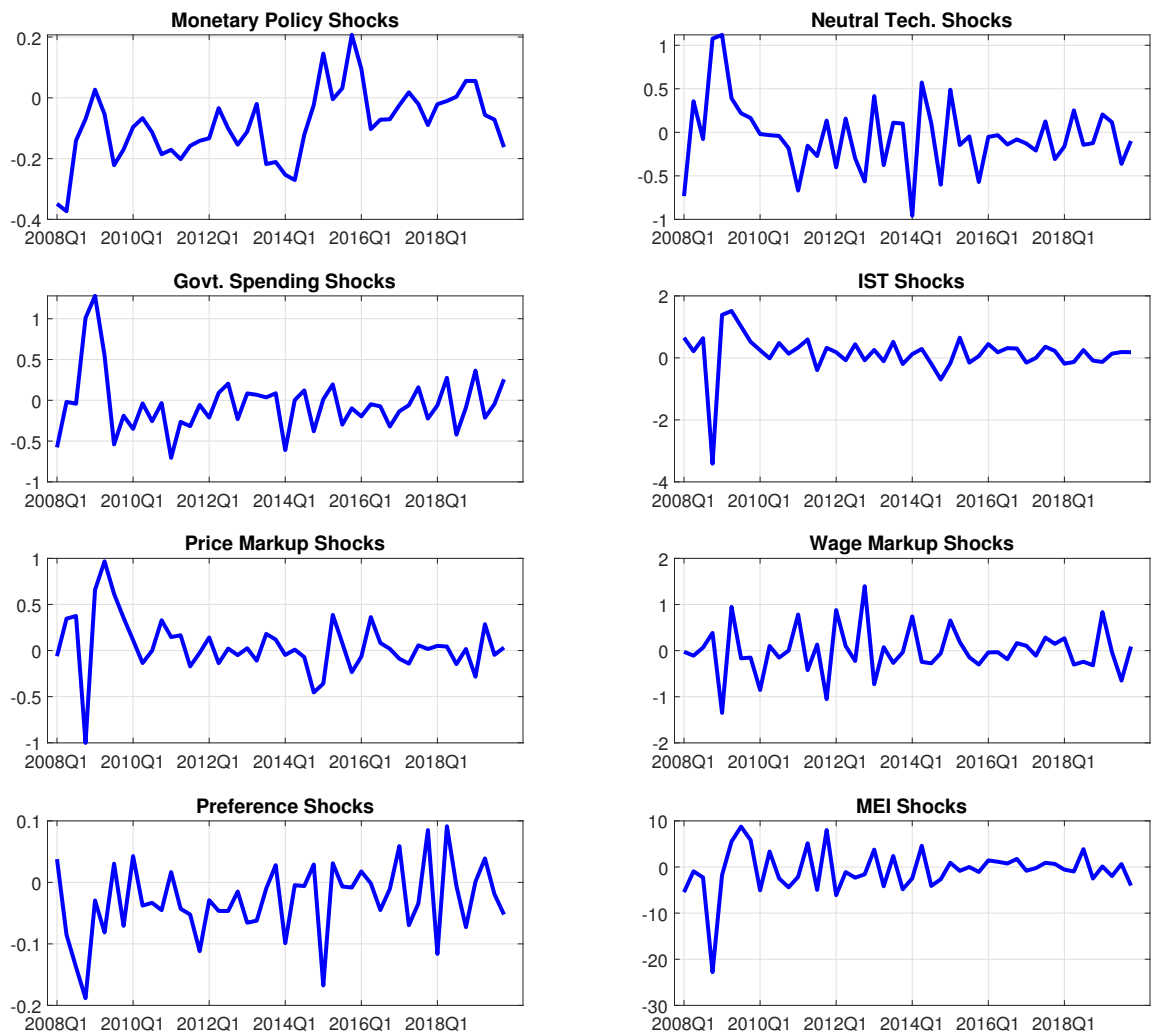 Monetary Policy Shocks
0.2
0
-0.2
-0.4
2008Q1 2010Q1 2012Q1 2014Q1 2016Q1 2018Q1
Neutral Tech. Shocks
1
0.5
0
-0.5
-1
2008Q1 2010Q1 2012Q1 2014Q1 2016Q1 2018Q1
Govt. Spending Shocks
1
0.5
0
-0.5
-1
2008Q1 2010Q1 2012Q1 2014Q1 2016Q1 2018Q1
IST Shocks
2
0
-2
-4
2008Q1 2010Q1 2012Q1 2014Q1 2016Q1 2018Q1
Price Markup Shocks
1
0.5
0
-0.5
-1
2008Q1 2010Q1 2012Q1 2014Q1 2016Q1 2018Q1
Wage Markup Shocks
2
1
0
-1
-2
2008Q1 2010Q1 2012Q1 2014Q1 2016Q1 2018Q1
Preference Shocks
0.1
0
-0.1
-0.2
2008Q1 2010Q1 2012Q1 2014Q1 2016Q1 2018Q1
MEI Shocks
10
0
-10
-20
-30
2008Q1 2010Q1 2012Q1 2014Q1 2016Q1 2018Q1